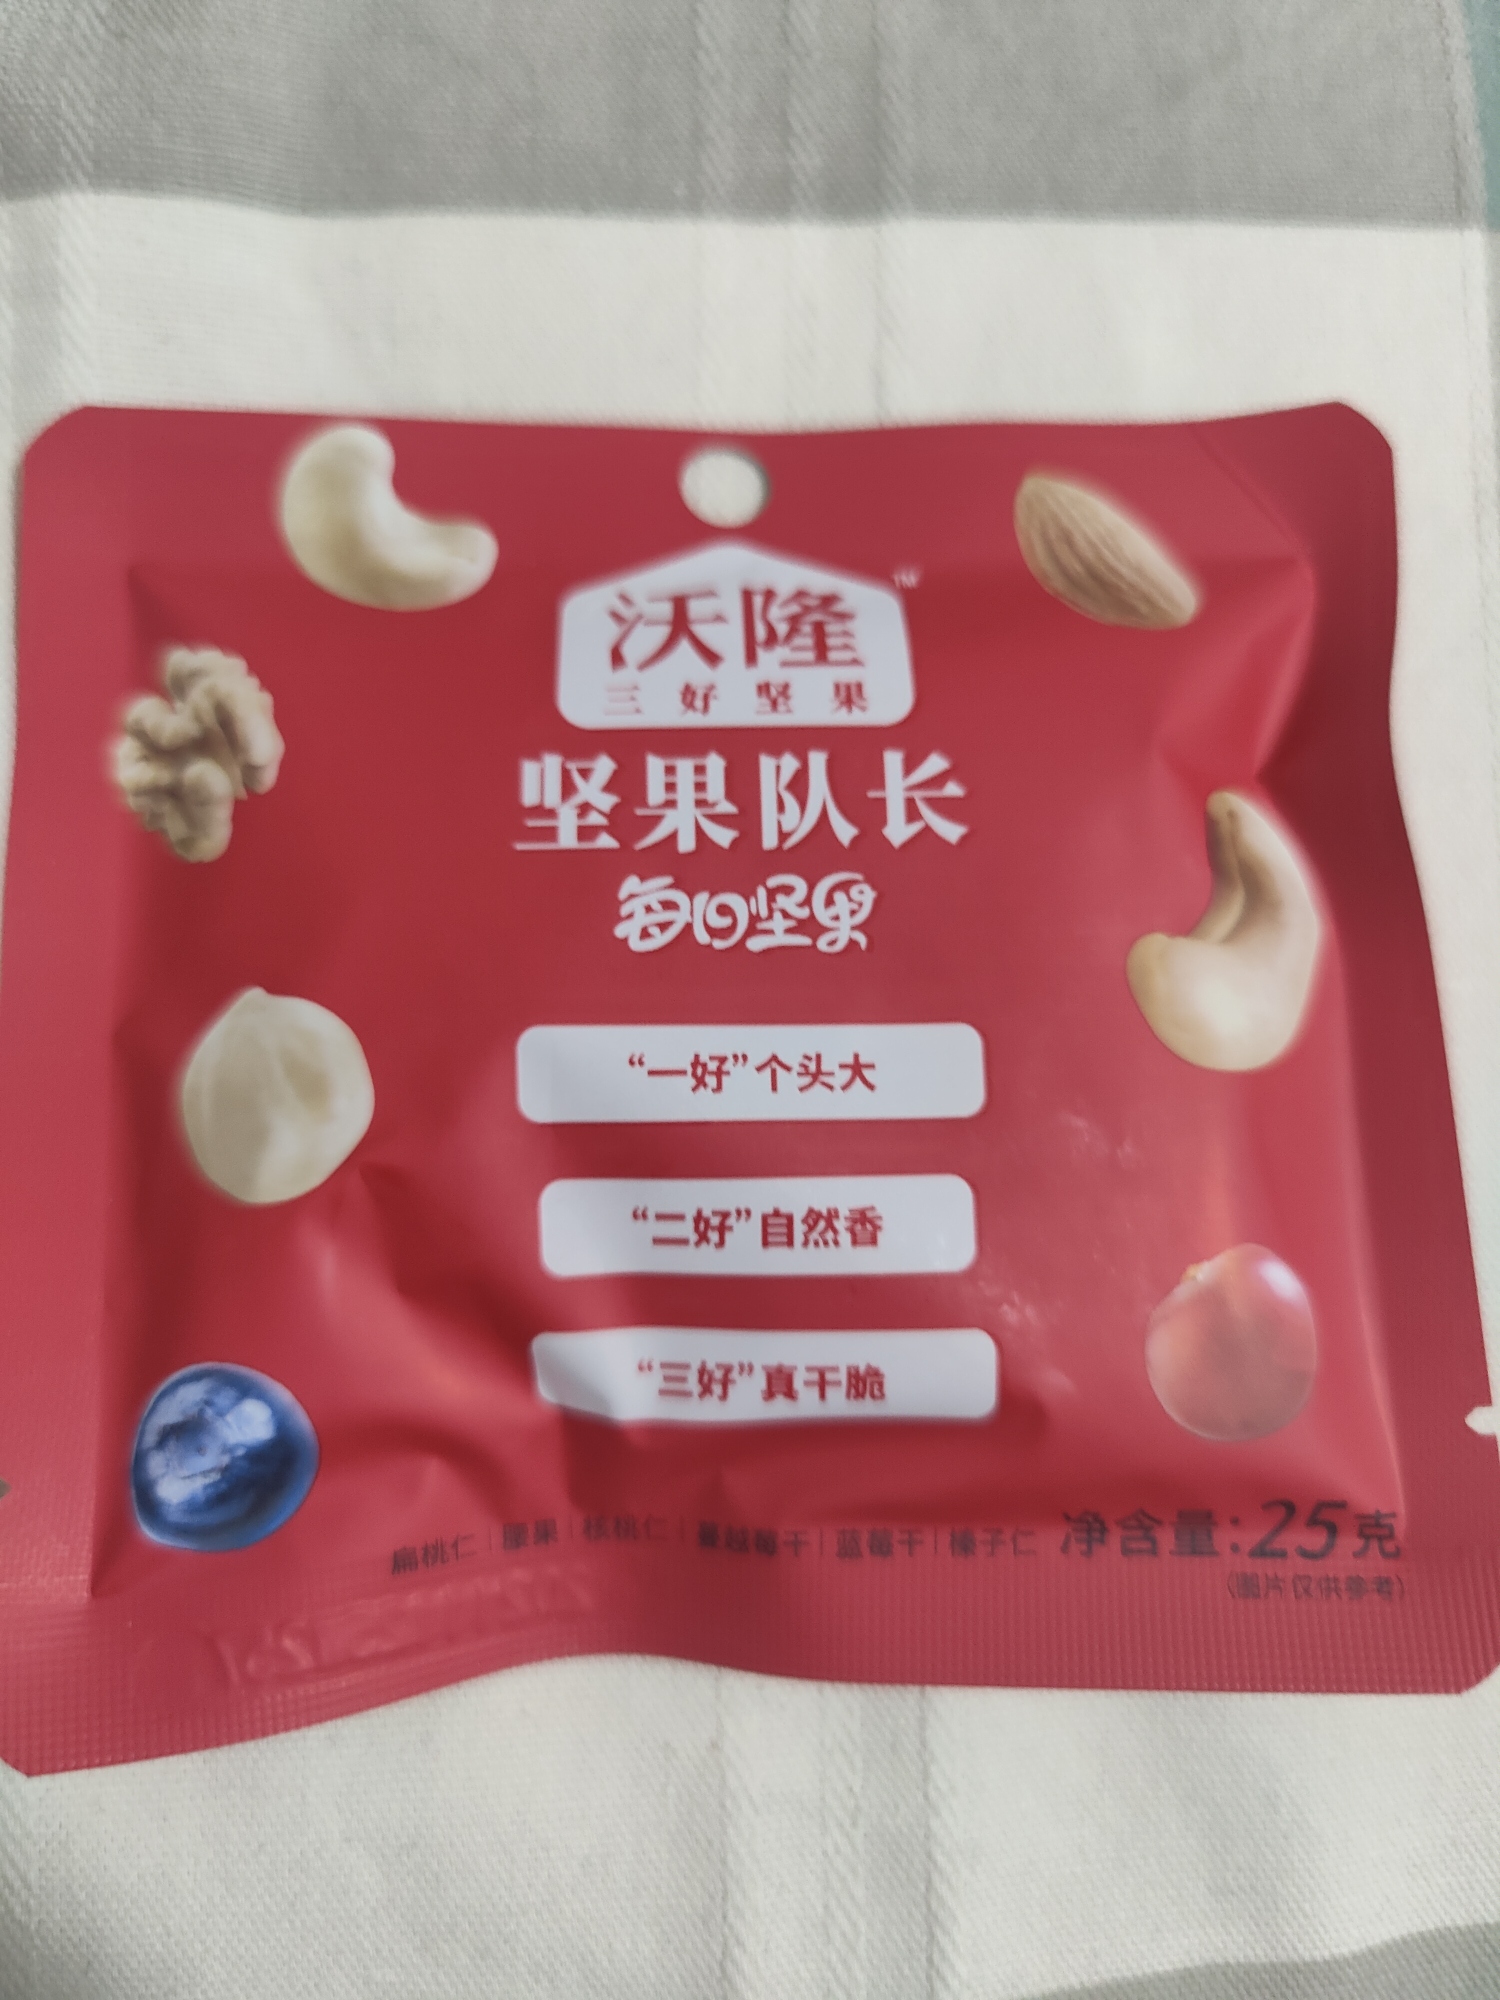 沃隆
TM
三好坚果
坚果队长
每日坚果
“一好”个头大
“二好”自然香
“三好”真干脆
扁桃仁|腰果|核桃仁|蔓越莓干|蓝莓干|榛子仁 净含量:25克
(图片仅供参考)